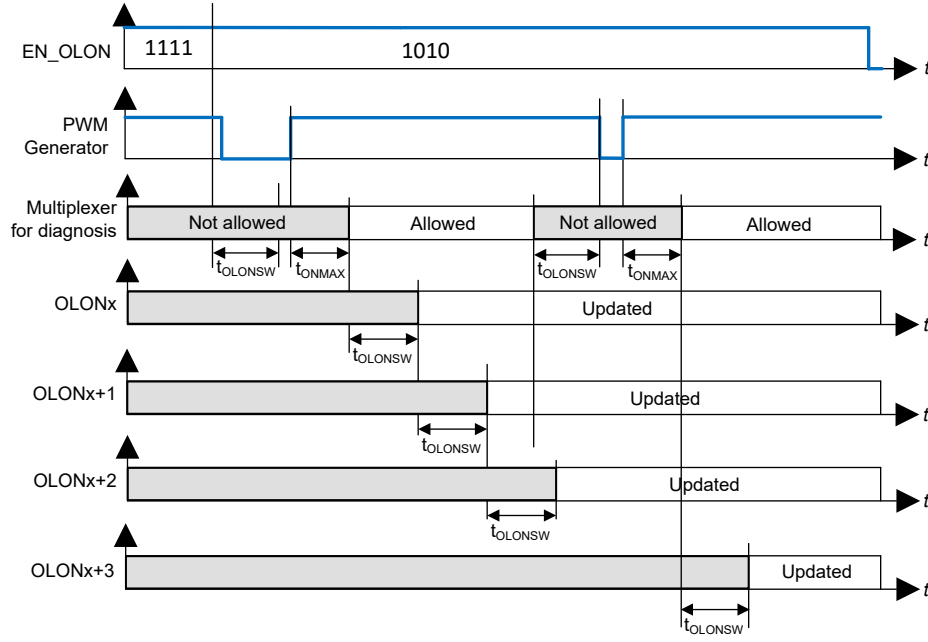 EN_OLON
1111
1010
t
PWM
Generator
t
Multiplexer
for diagnosis
Not allowed
Allowed
Not allowed
Allowed
t
tOLONSW
tONMAX
tOLONSW
tONMAX
OLONx
Updated
t
tOLONSW
OLONx+1
Updated
t
tOLONSW
OLONx+2
Updated
t
tOLONSW
OLONx+3
Updated
t
tOLONSW